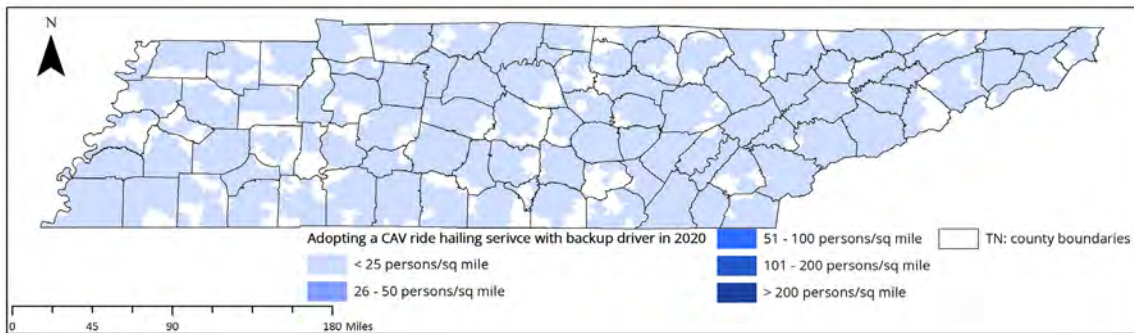 N
Adopting a CAV ride hailing serivce with backup driver in 2020
< 25 persons/sq mile
26 - 50 persons/sq mile
51 - 100 persons/sq mile
101 - 200 persons/sq mile
> 200 persons/sq mile
TN: county boundaries
0 45 90 180 Miles